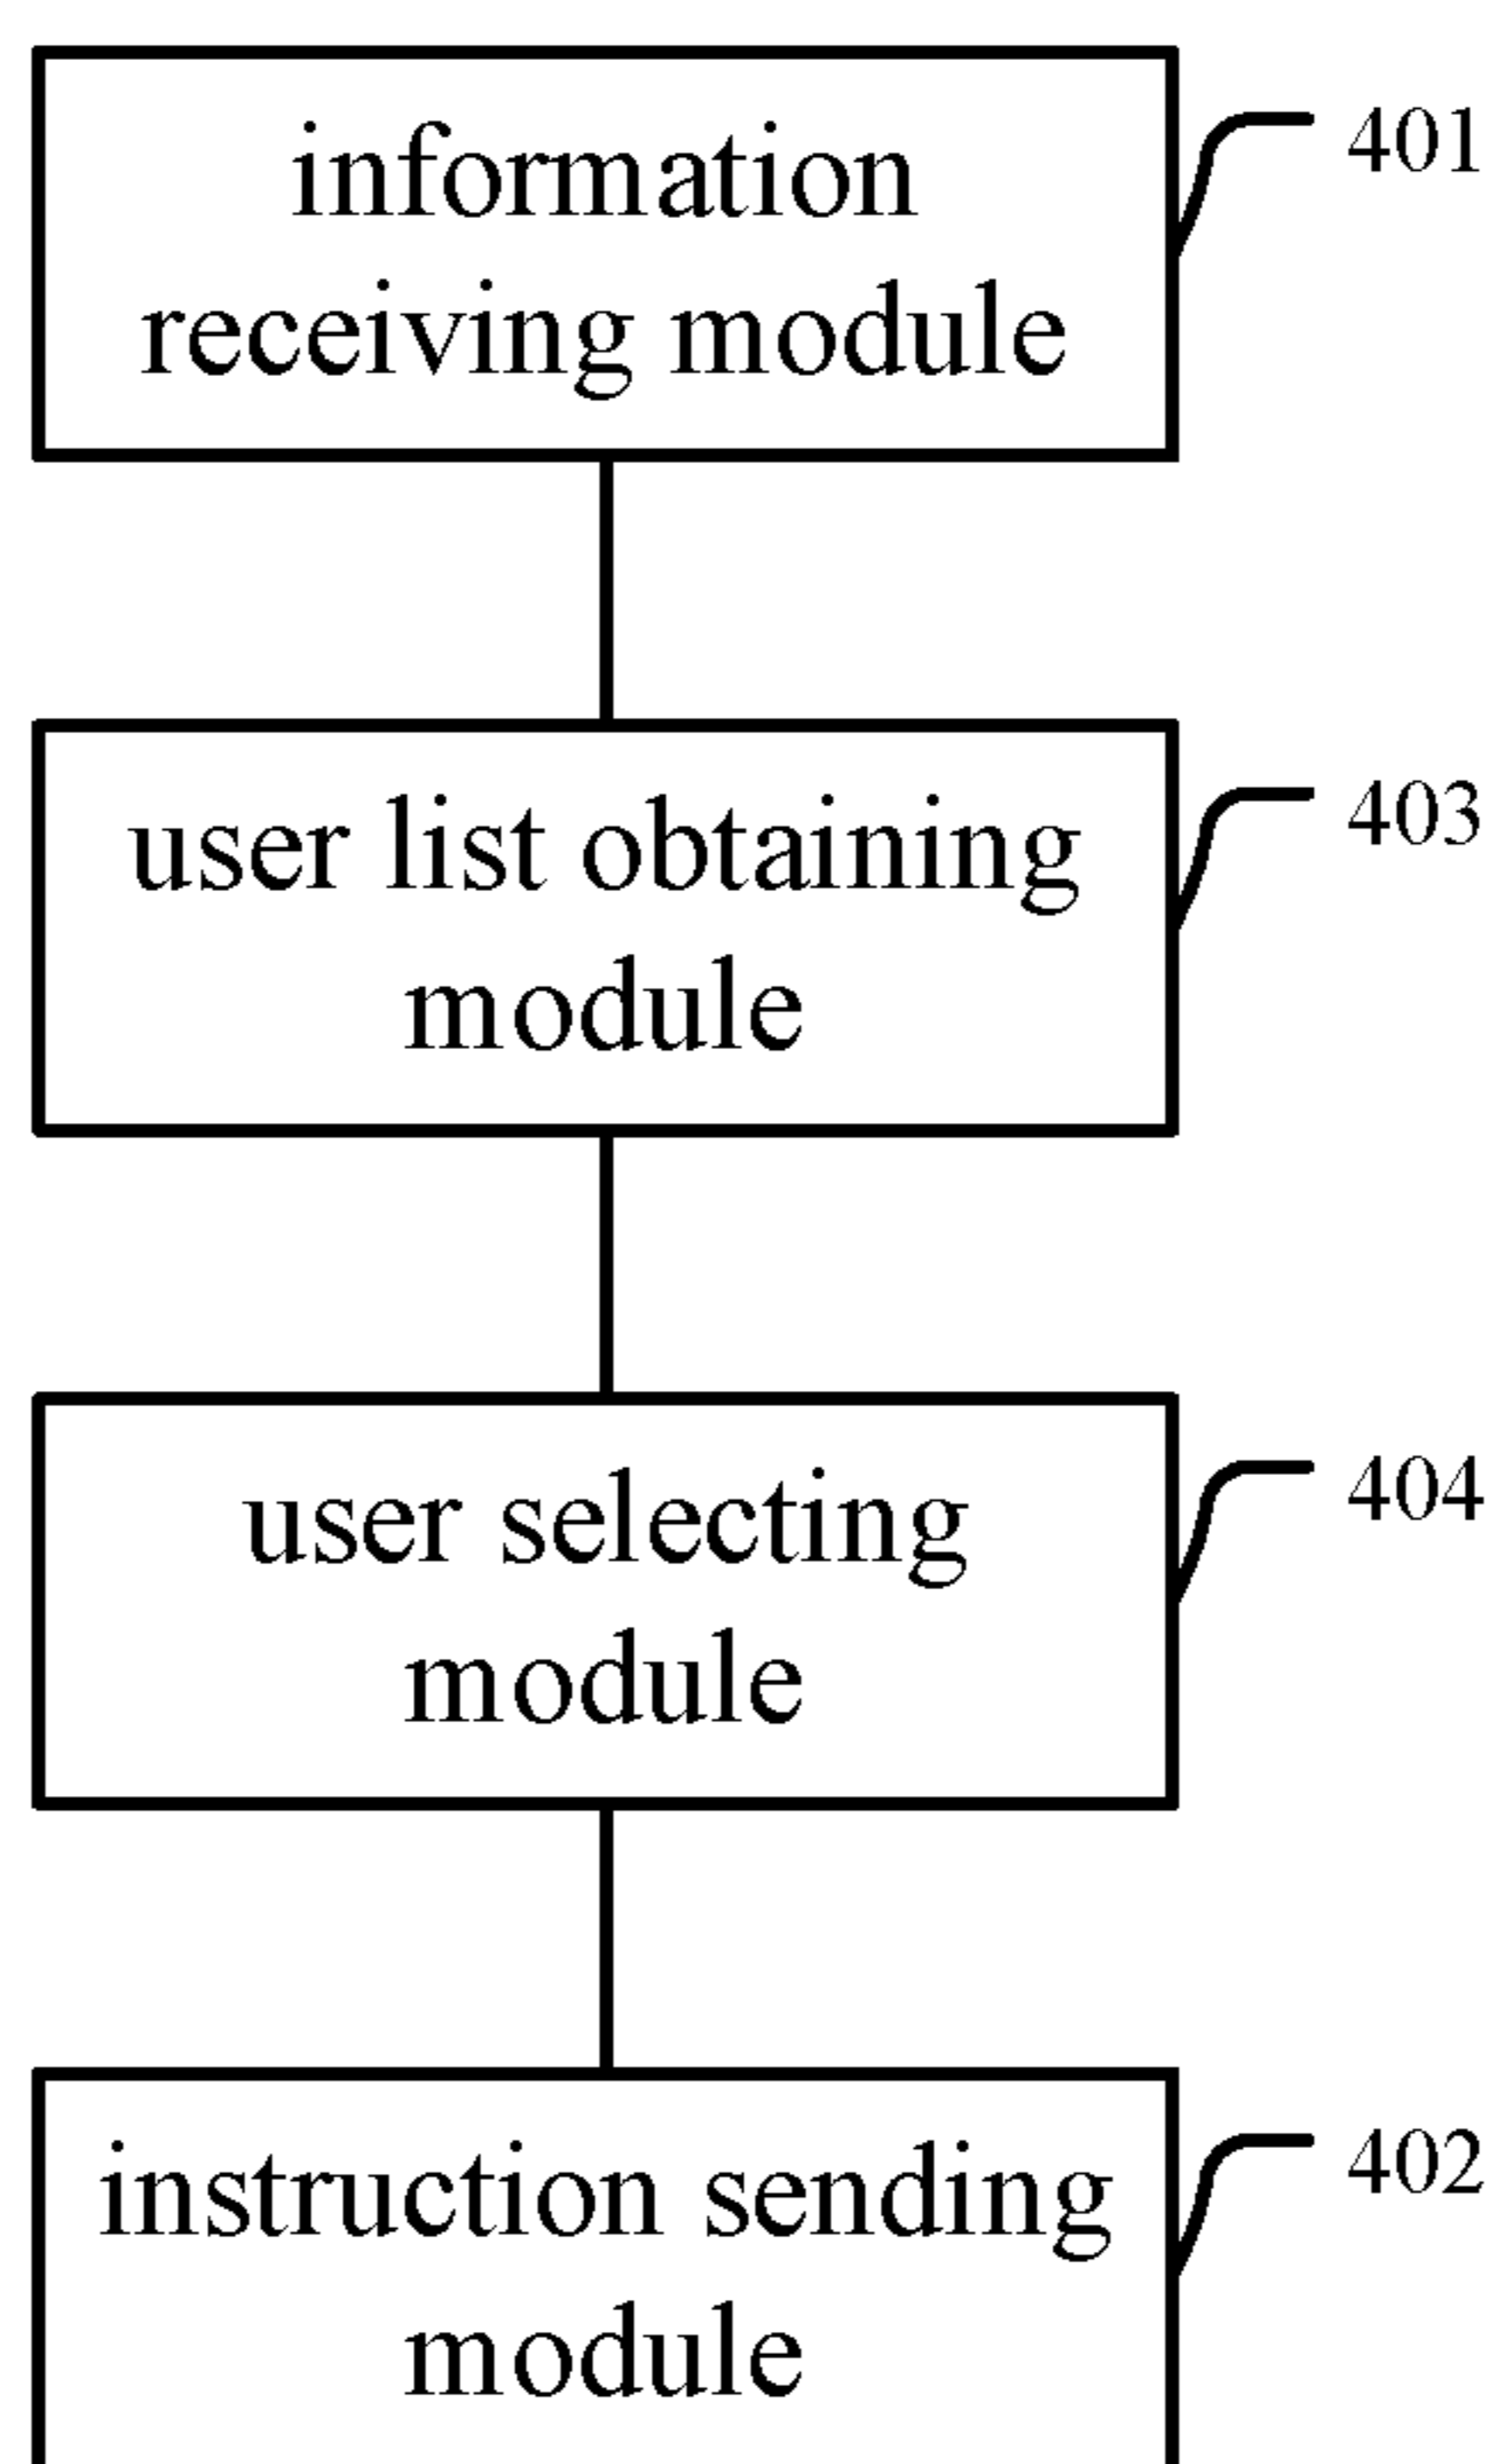 information
receiving module
401
user list obtaining
module
403
user selecting
module
404
instruction sending
module
402